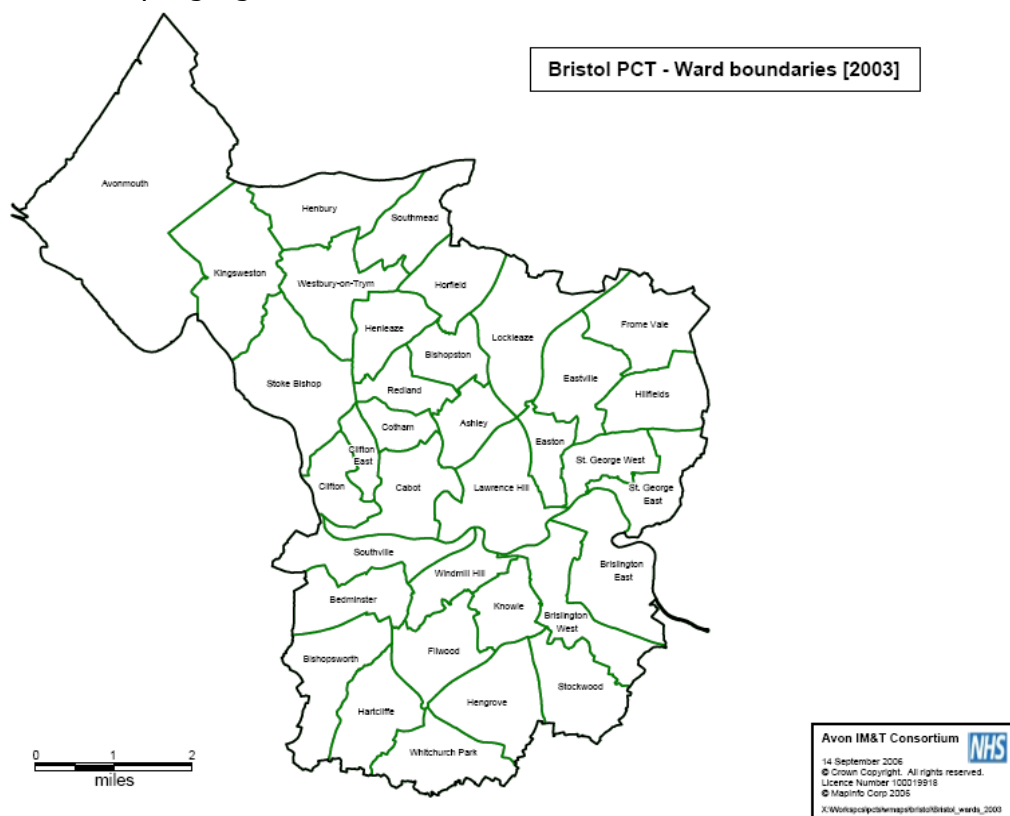 Bristol PCT - Ward boundaries [2003]
Avonmouth
Henbury
Southmead
Kingsweston
Westbury-on-Trym
Horfield
Frome Vale
Henleaze
Lockleaze
Bishopston
Stoke Bishop
Redland
Eastville
Hillfields
Cotham
Ashley
Easton
Clifton
East
St. George West
Clifton
Cabot
Lawrence Hill
St. George
East
Southville
Windmill Hill
Brislington
East
Bedminster
Knowle
Brislington
West
Bishopsworth
Filwood
Stockwood
Hartcliffe
Hengrove
Whitchurch Park
0 1 2
miles
Avon IM&T Consortium
NHS
14 September 2006
© Crown Copyright. All rights reserved.
Licence Number 100019918
© MapInfo Corp 2005